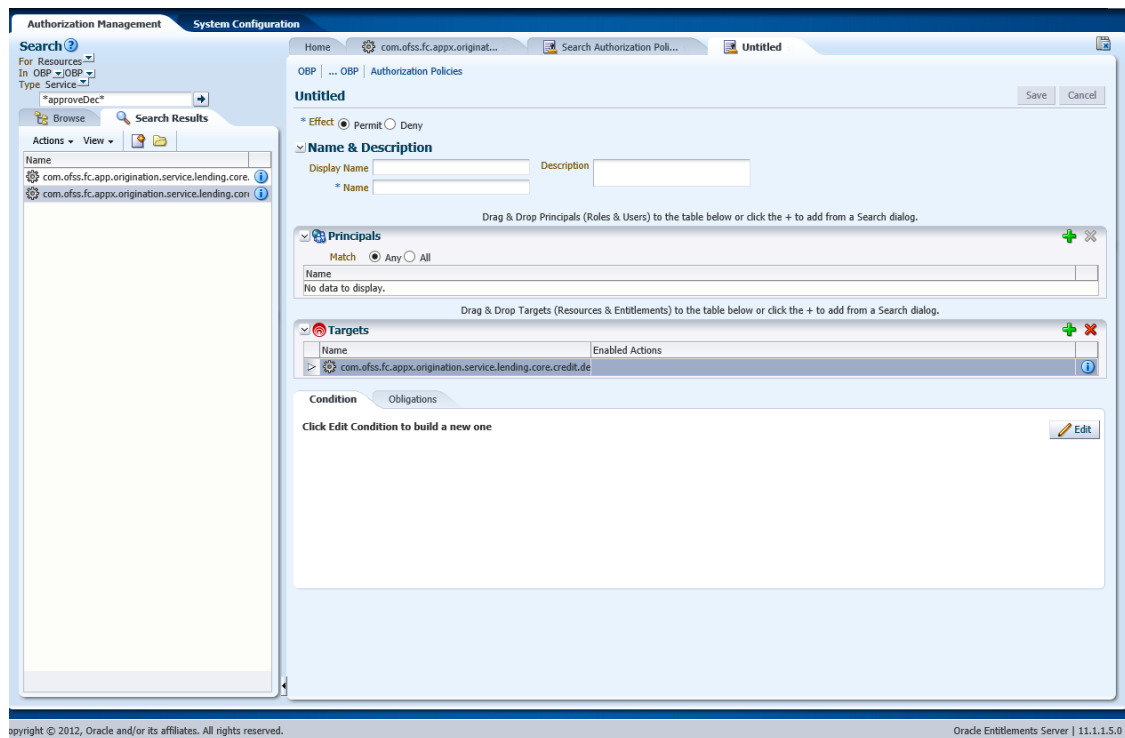 Authorization Management System Configuration
Search
For Resources
In OBP OBP
Type Service
*approveDec*
Browse Search Results
Actions View
Name
com.ofss.fc.app.origination.service.lending.core.
com.ofss.fc.appx.origination.service.lending.cor
Home com.ofss.fc.appx.originat... Search Authorization Poli... Untitled
OBP | ... OBP | Authorization Policies
Untitled Save Cancel
* Effect Permit Deny
Name & Description
Display Name Description
* Name
Drag & Drop Principals (Roles & Users) to the table below or click the + to add from a Search dialog.
Principals
Match Any All
Name
No data to display.
Drag & Drop Targets (Resources & Entitlements) to the table below or click the + to add from a Search dialog.
Targets
Name Enabled Actions
com.ofss.fc.appx.origination.service.lending.core.credit.de
Condition Obligations
Click Edit Condition to build a new one Edit
opyright © 2012, Oracle and/or its affiliates. All rights reserved. Oracle Entitlements Server | 11.1.1.5.0